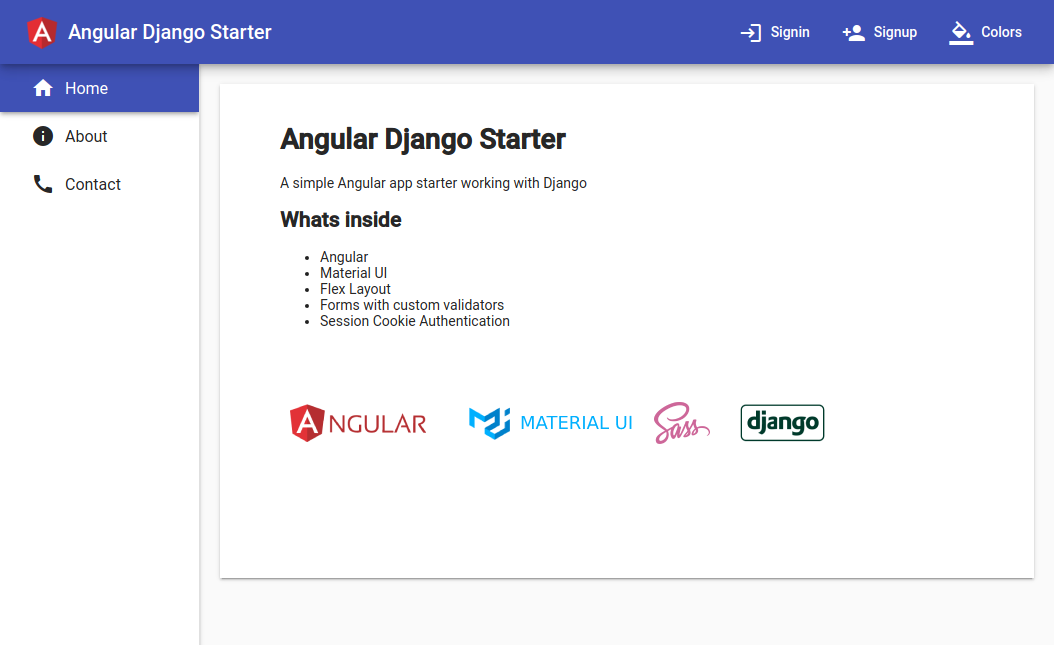 Angular Django Starter
Signin
Signup
Colors
Home
About
Contact
Angular Django Starter
A simple Angular app starter working with Django
Whats inside
Angular
Material UI
Flex Layout
Forms with custom validators
Session Cookie Authentication
ANGULAR
MATERIAL UI
Sass
django